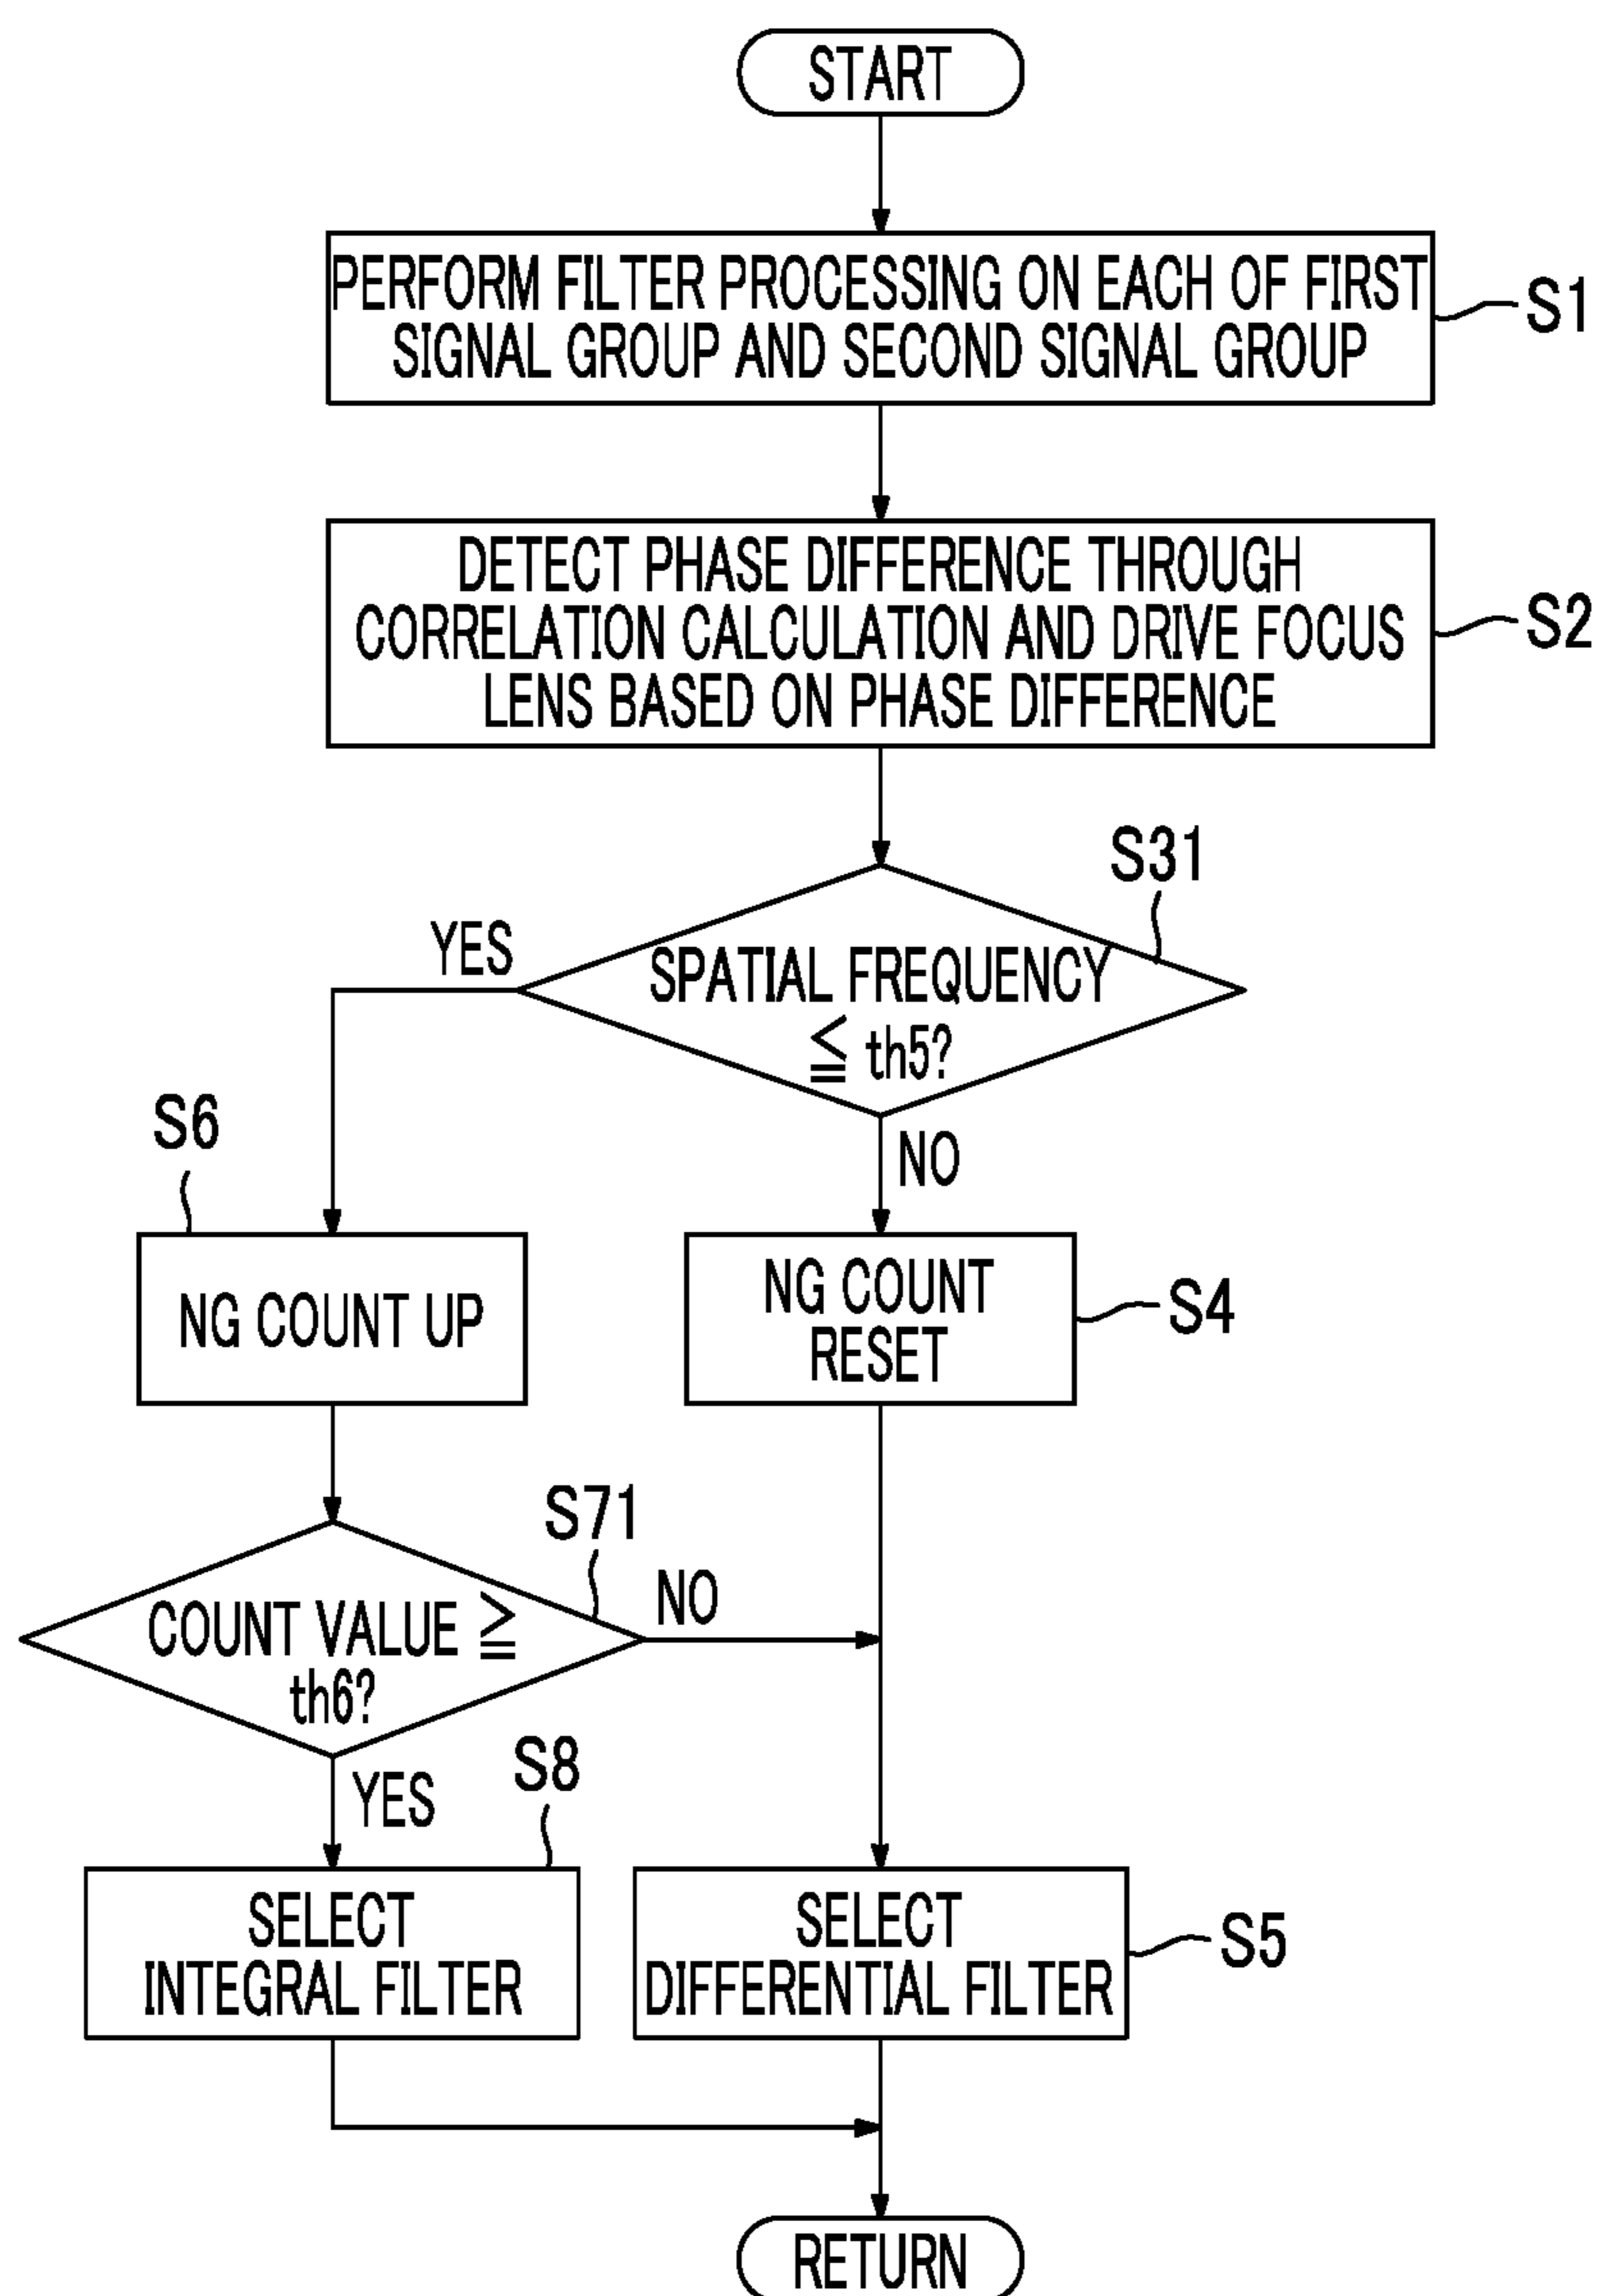 START
PERFORM FILTER PROCESSING ON EACH OF FIRST
SIGNAL GROUP AND SECOND SIGNAL GROUP
S1
DETECT PHASE DIFFERENCE THROUGH
CORRELATION CALCULATION AND DRIVE FOCUS
LENS BASED ON PHASE DIFFERENCE
S2
S31
SPATIAL FREQUENCY
≦ th5?
YES
NO
S6
NG COUNT UP
NG COUNT
RESET
S4
S71
COUNT VALUE ≧
th6?
NO
YES
S8
SELECT
INTEGRAL FILTER
SELECT
DIFFERENTIAL FILTER
S5
RETURN